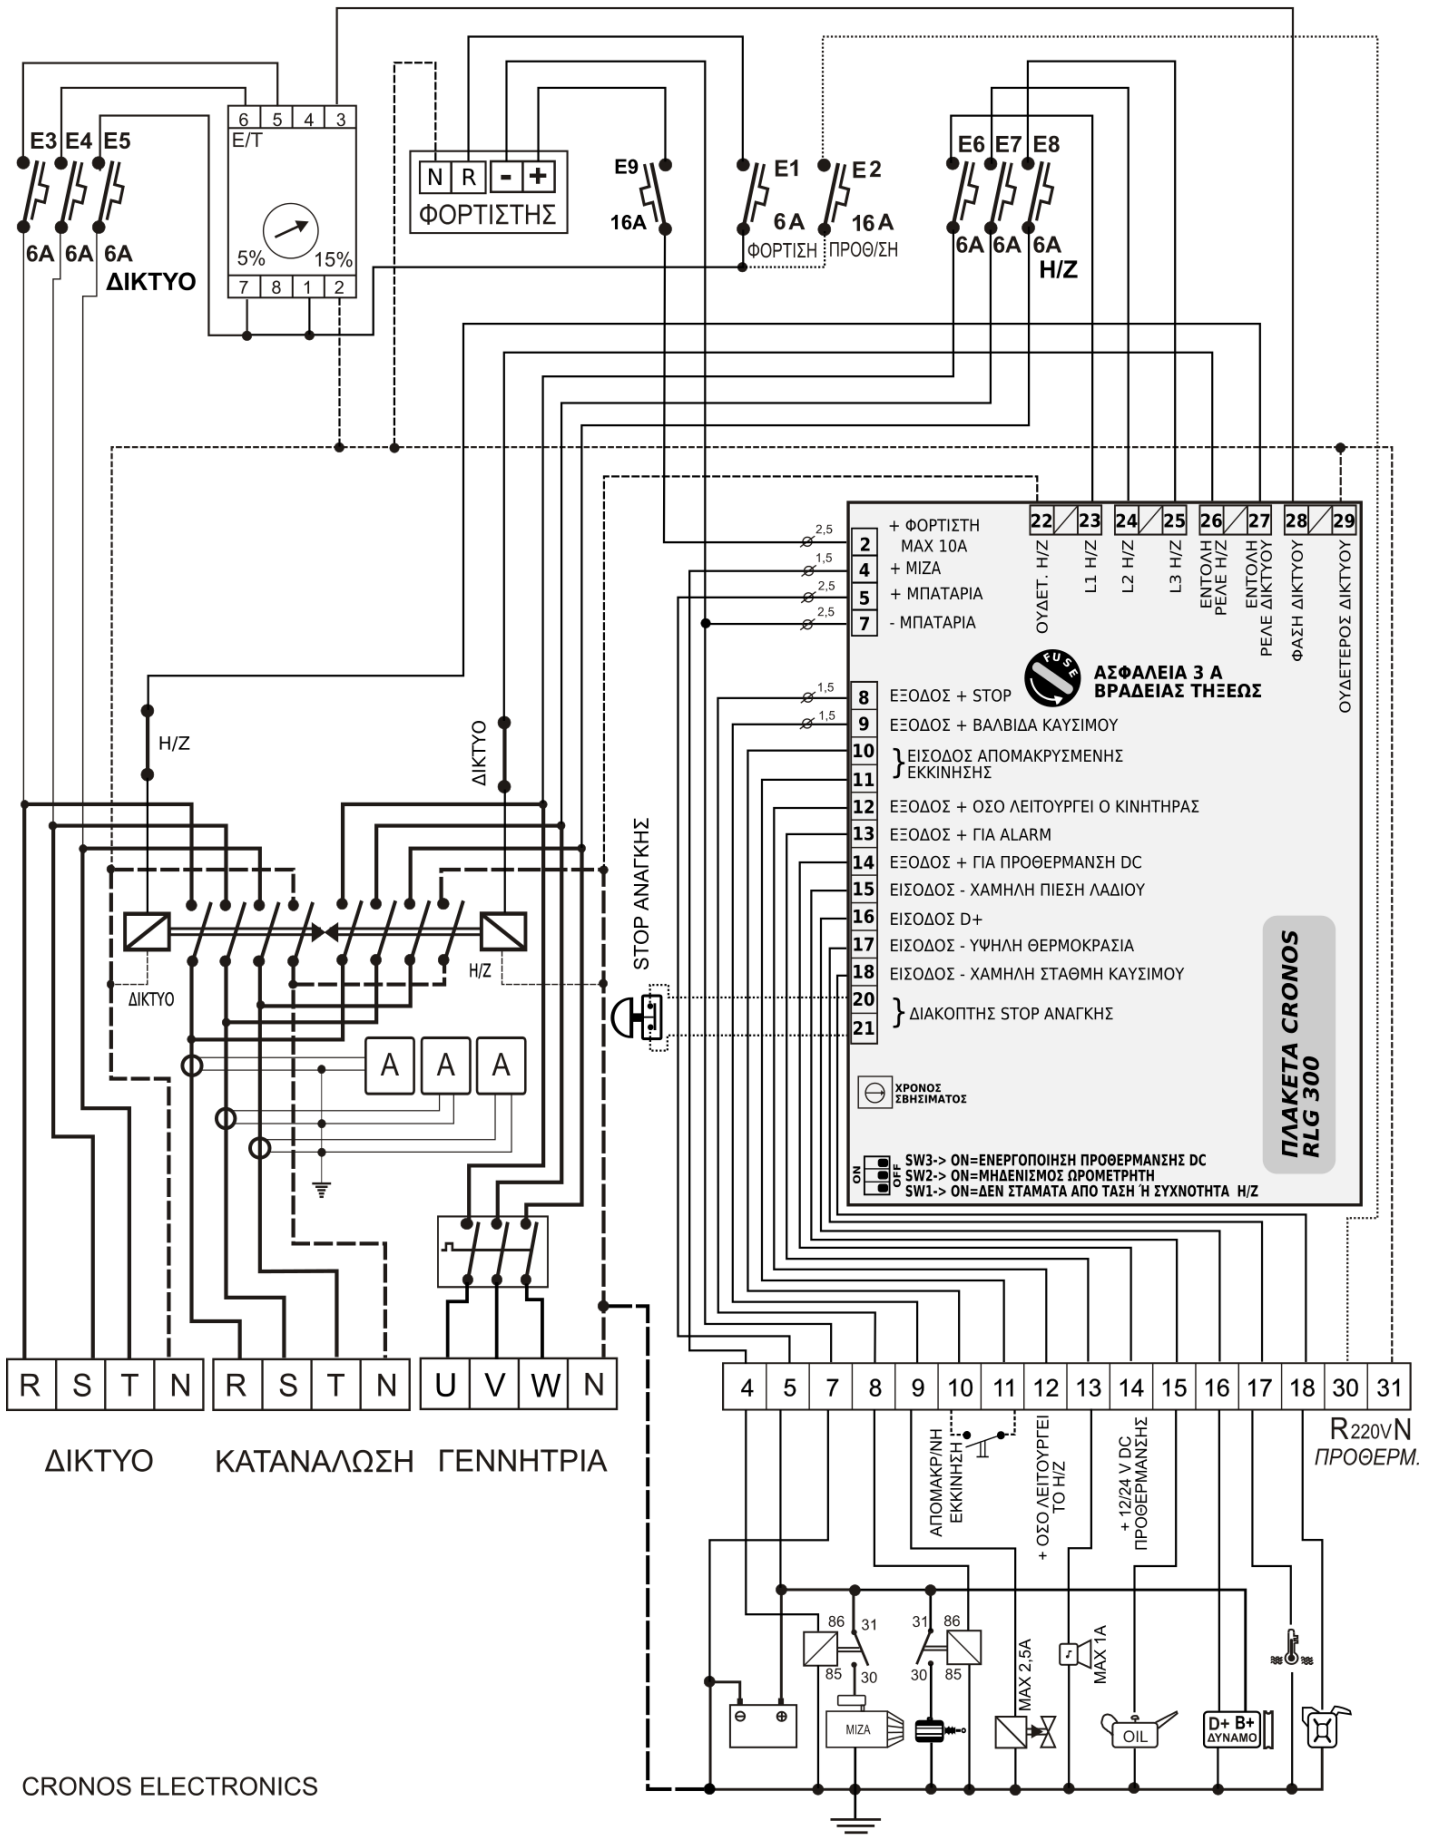 6 5 4 3
E/T
5% 15%
7 8 1 2
E3 E4 E5
6A 6A 6A
ΔΙΚΤΥΟ
N R - +
ΦΟΡΤΙΣΤΗΣ
E9
16A
E1
6A
ΦΟΡΤΙΣΗ
E2
16A
ΠΡΟΘ/ΣΗ
E6 E7 E8
6A 6A 6A
Η/Ζ
22 23 24 25 26 27 28 29
ΟΥΔΕΤ. Η/Ζ
L1 Η/Ζ
L2 Η/Ζ
L3 Η/Ζ
ΕΝΤΟΛΗ
ΡΕΛΕ Η/Ζ
ΕΝΤΟΛΗ
ΡΕΛΕ ΔΙΚΤΥΟΥ
ΦΑΣΗ ΔΙΚΤΥΟΥ
ΟΥΔΕΤΕΡΟΣ ΔΙΚΤΥΟΥ
2,5
2
+ ΦΟΡΤΙΣΤΗ
MAX 10A
1,5
4 + ΜΙΖΑ
2,5
5 + ΜΠΑΤΑΡΙΑ
2,5
7 - ΜΠΑΤΑΡΙΑ
FUSE
ΑΣΦΑΛΕΙΑ 3 Α
ΒΡΑΔΕΙΑΣ ΤΗΞΕΩΣ
1,5
8 ΕΞΟΔΟΣ + STOP
1,5
9 ΕΞΟΔΟΣ + ΒΑΛΒΙΔΑ ΚΑΥΣΙΜΟΥ
10
11
}ΕΙΣΟΔΟΣ ΑΠΟΜΑΚΡΥΣΜΕΝΗΣ
ΕΚΚΙΝΗΣΗΣ
12 ΕΞΟΔΟΣ + ΟΣΟ ΛΕΙΤΟΥΡΓΕΙ Ο ΚΙΝΗΤΗΡΑΣ
13 ΕΞΟΔΟΣ + ΓΙΑ ALARM
14 ΕΞΟΔΟΣ + ΓΙΑ ΠΡΟΘΕΡΜΑΝΣΗ DC
15 ΕΙΣΟΔΟΣ - ΧΑΜΗΛΗ ΠΙΕΣΗ ΛΑΔΙΟΥ
16 ΕΙΣΟΔΟΣ D+
17 ΕΙΣΟΔΟΣ - ΥΨΗΛΗ ΘΕΡΜΟΚΡΑΣΙΑ
18 ΕΙΣΟΔΟΣ - ΧΑΜΗΛΗ ΣΤΑΘΜΗ ΚΑΥΣΙΜΟΥ
20
21
} ΔΙΑΚΟΠΤΗΣ STOP ΑΝΑΓΚΗΣ
ΧΡΟΝΟΣ
ΣΒΗΣΙΜΑΤΟΣ
ΠΛΑΚΕΤΑ CRONOS
RLG 300
ON
OFF
SW3-> ON=ΕΝΕΡΓΟΠΟΙΗΣΗ ΠΡΟΘΕΡΜΑΝΣΗΣ DC
SW2-> ON=ΜΗΔΕΝΙΣΜΟΣ ΩΡΟΜΕΤΡΗΤΗ
SW1-> ON=ΔΕΝ ΣΤΑΜΑΤΑ ΑΠΟ ΤΑΣΗ Ή ΣΥΧΝΟΤΗΤΑ Η/Ζ
Η/Ζ
ΔΙΚΤΥΟ
STOP ΑΝΑΓΚΗΣ
ΔΙΚΤΥΟ
Η/Ζ
A A A
R S T N
ΔΙΚΤΥΟ
R S T N
ΚΑΤΑΝΑΛΩΣΗ
U V W N
ΓΕΝΝΗΤΡΙΑ
4 5 7 8 9 10 11 12 13 14 15 16 17 18 30 31
R 220V N
ΠΡΟΘΕΡΜ.
ΑΠΟΜΑΚΡ/ΝΗ
ΕΚΚΙΝΗΣΗ
+ ΟΣΟ ΛΕΙΤΟΥΡΓΕΙ
ΤΟ Η/Ζ
+ 12/24 V DC
ΠΡΟΘΕΡΜΑΝΣΗΣ
86 31
85 30
31 86
30 85
MAX 2,5A
MAX 1A
ΜΙΖΑ
OIL
D+ B+
ΔΥΝΑΜΟ
CRONOS ELECTRONICS